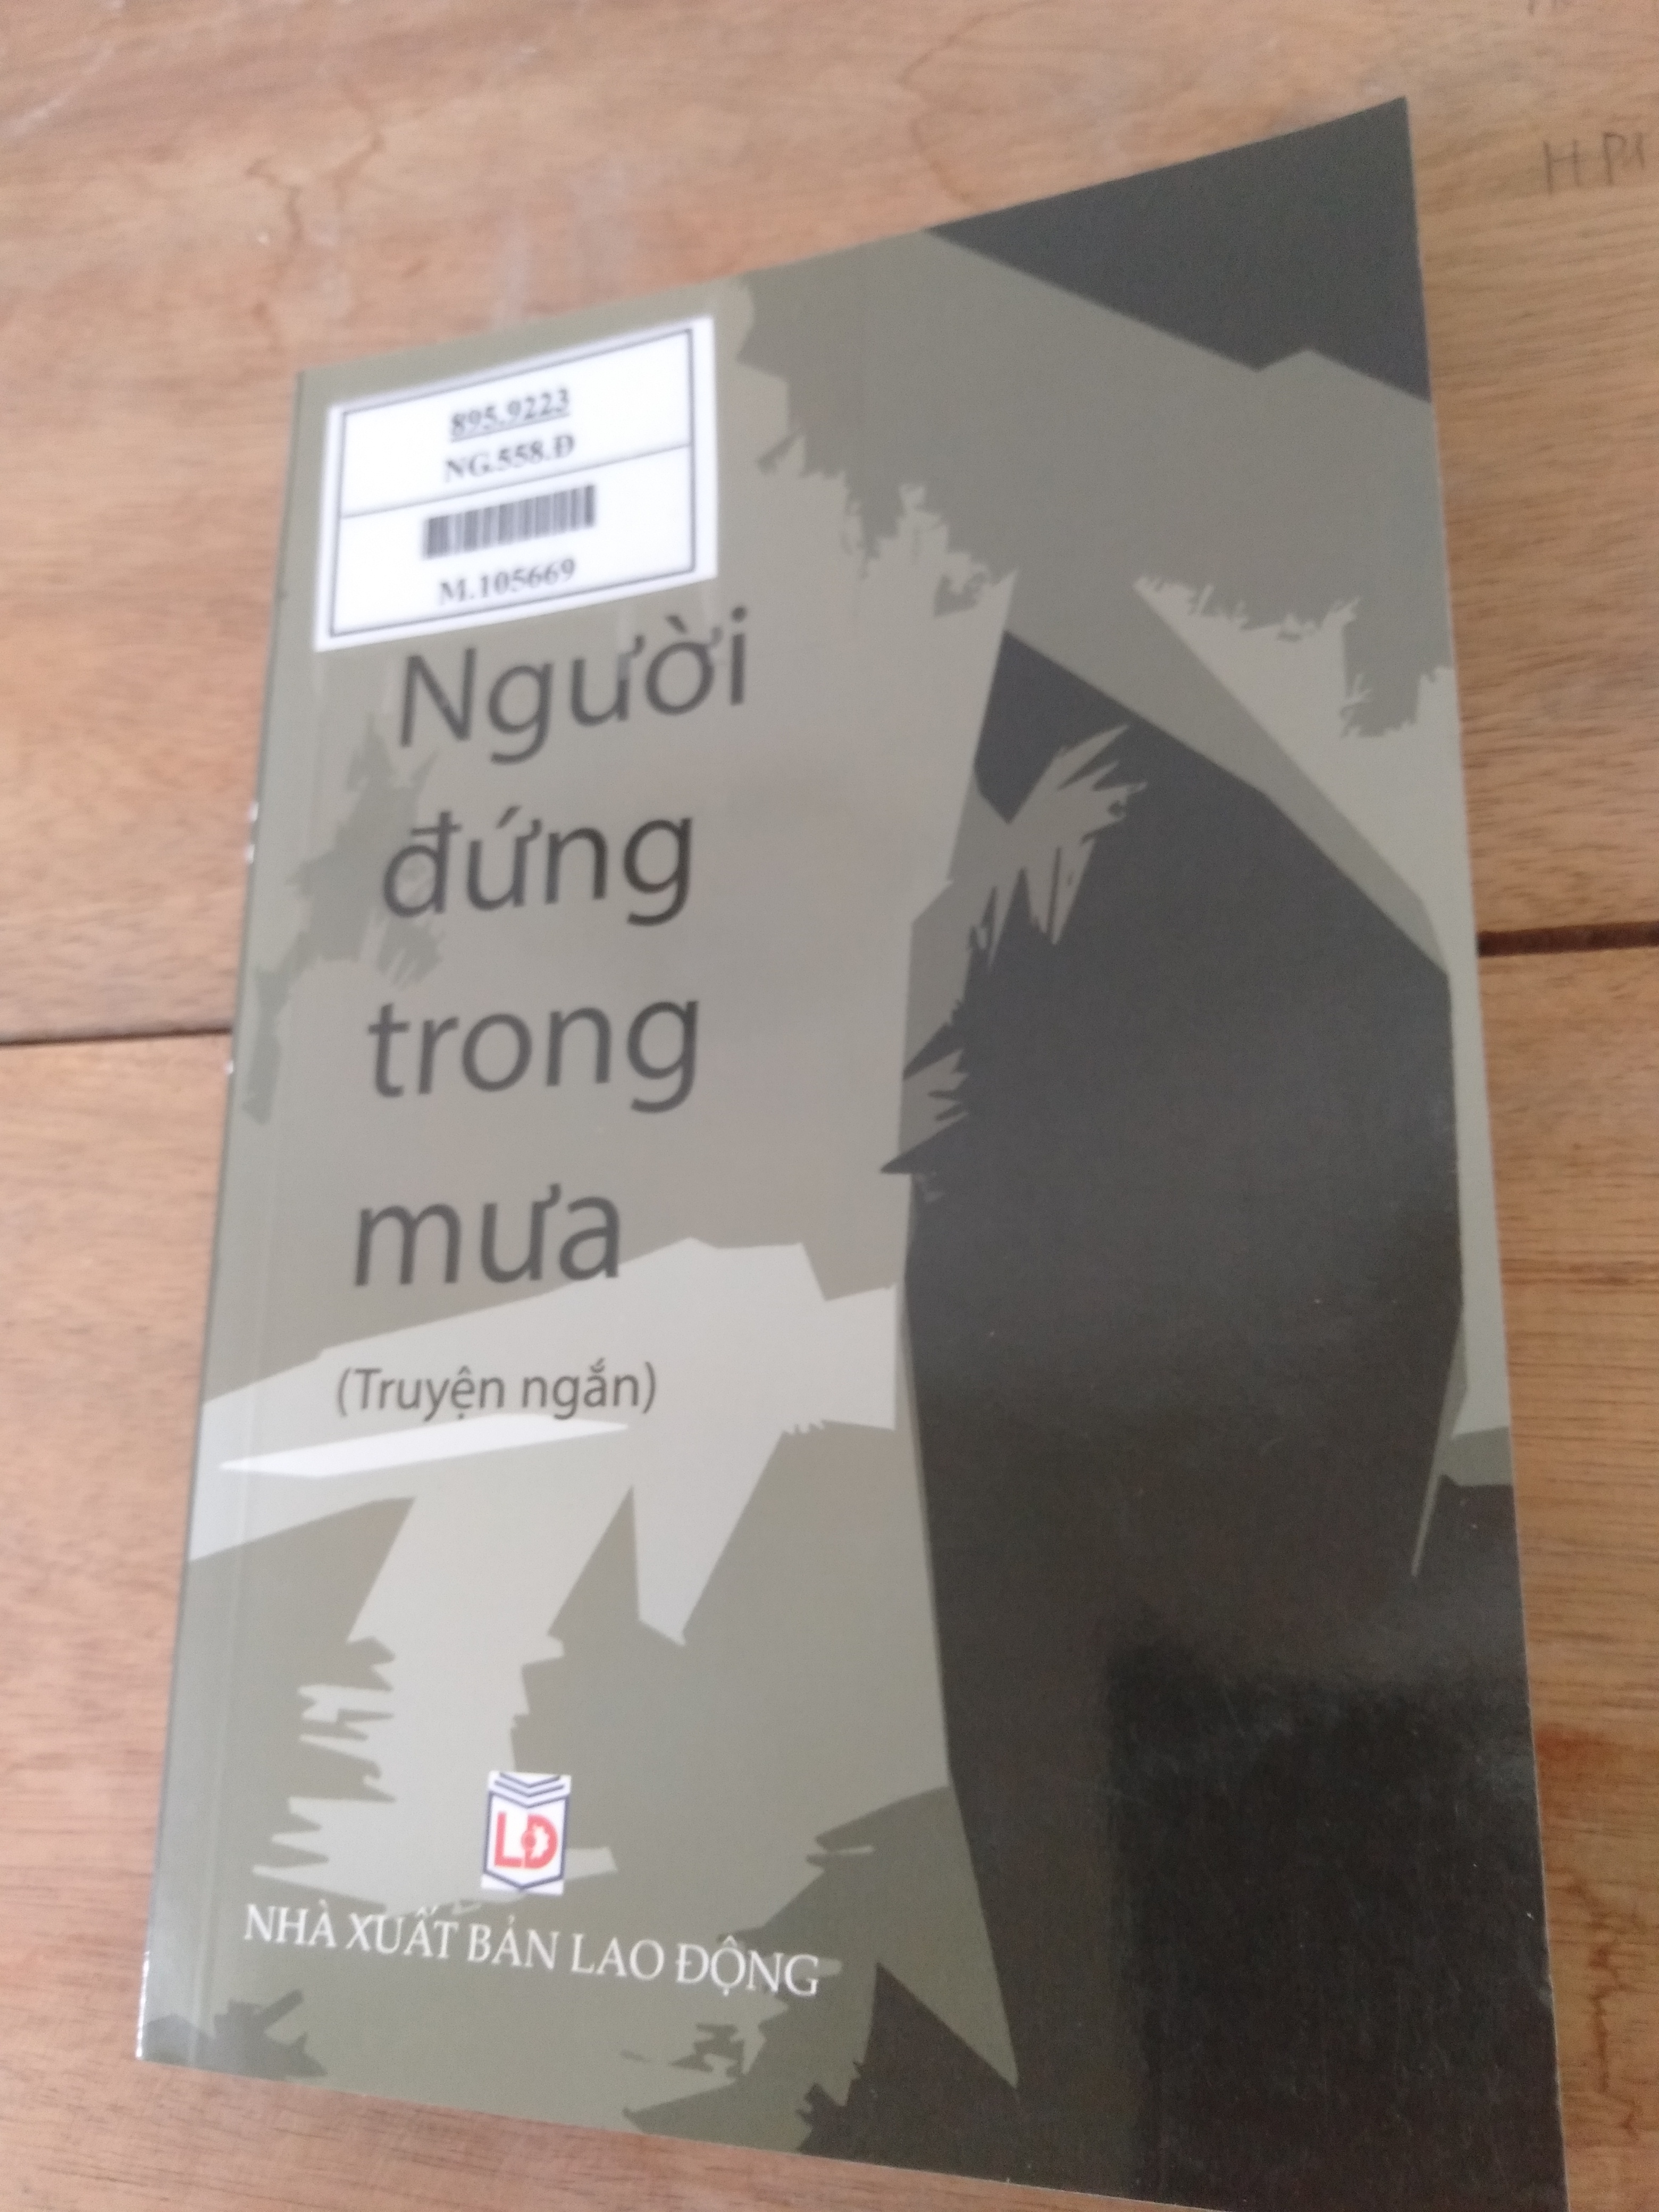 895.9223
NG.558.Đ
M.105669
Người
đứng
trong
mưa
(Truyện ngắn)
LĐ
NHÀ XUẤT BẢN LAO ĐỘNG